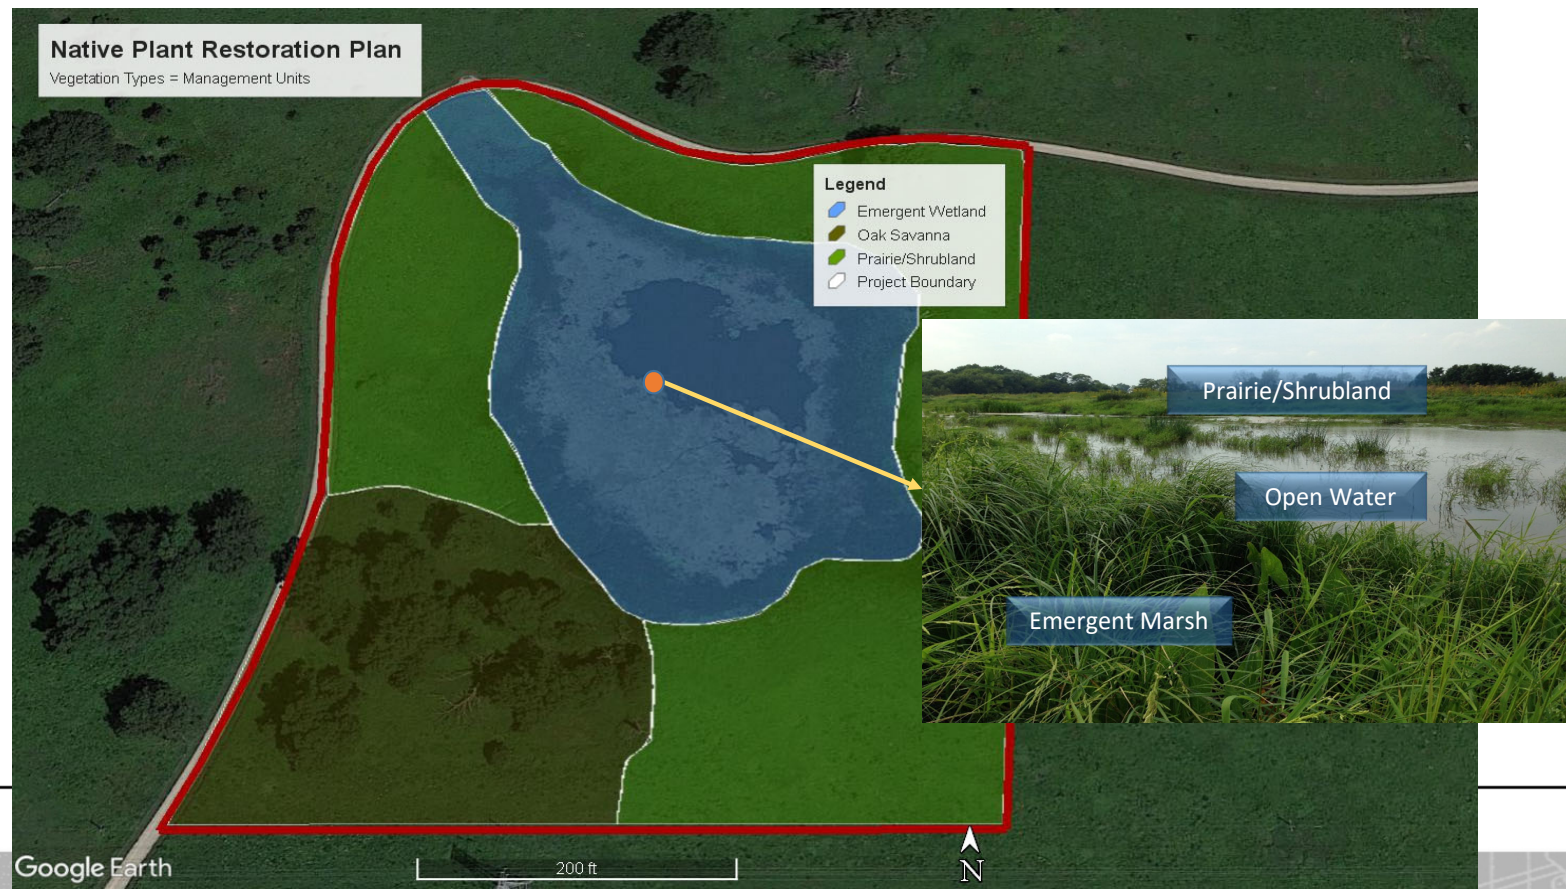 Native Plant Restoration Plan
Vegetation Types = Management Units
Legend
Emergent Wetland
Oak Savanna
Prairie/Shrubland
Project Boundary
Prairie/Shrubland
Open Water
Emergent Marsh
Google Earth
200 ft
N